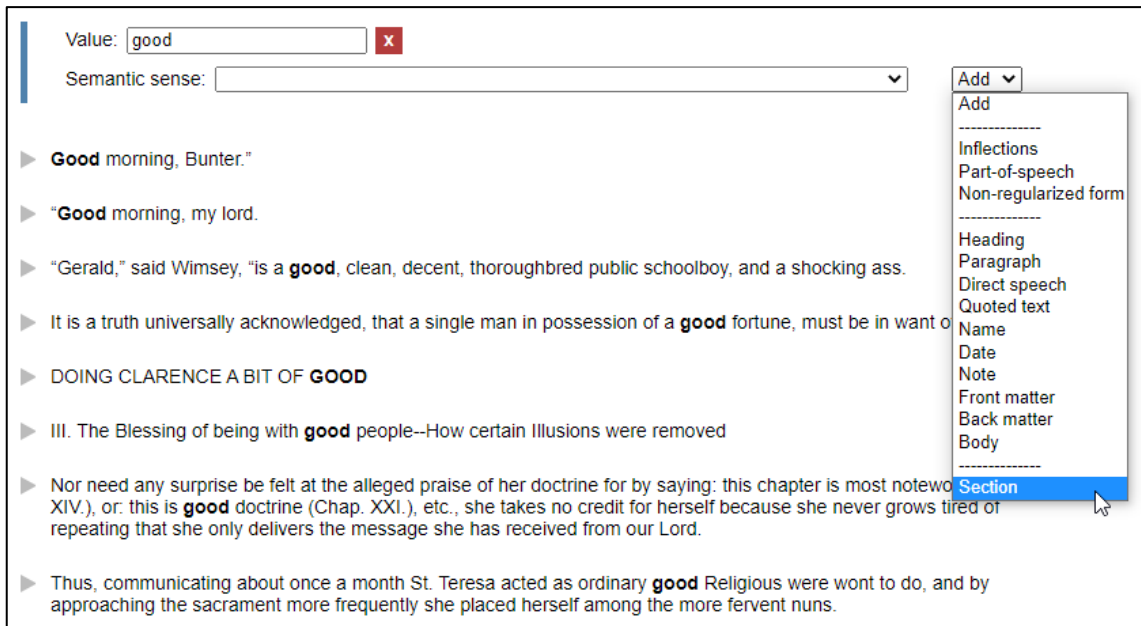 Value: good x
Semantic sense: Add
Add
--------------
Inflections
Part-of-speech
Non-regularized form
--------------
Heading
Paragraph
Direct speech
Quoted text
Name
Date
Note
Front matter
Back matter
Body
--------------
Section
Good morning, Bunter.”
“Good morning, my lord.
“Gerald,” said Wimsey, “is a good, clean, decent, thoroughbred public schoolboy, and a shocking ass.
It is a truth universally acknowledged, that a single man in possession of a good fortune, must be in want
DOING CLARENCE A BIT OF GOOD
III. The Blessing of being with good people--How certain Illusions were removed
Nor need any surprise be felt at the alleged praise of her doctrine for by saying: this chapter is most
XIV.), or: this is good doctrine (Chap. XXI.), etc., she takes no credit for herself because she never grows tired of
repeating that she only delivers the message she has received from our Lord.
Thus, communicating about once a month St. Teresa acted as ordinary good Religious were wont to do, and by
approaching the sacrament more frequently she placed herself among the more fervent nuns.